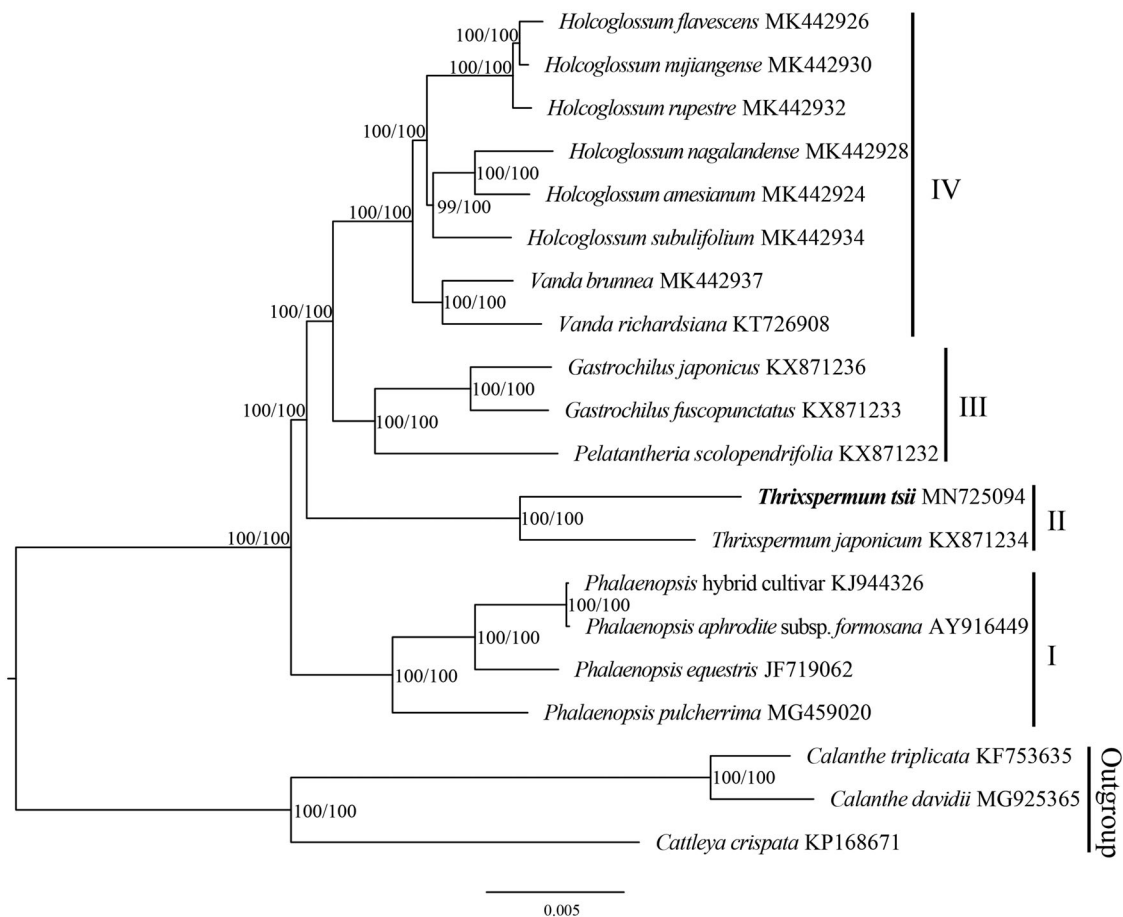 Holcoglossum flavescens MK442926
100/100
Holcoglossum nujiangense MK442930
100/100
Holcoglossum rupestre MK442932
100/100
Holcoglossum nagalandense MK442928
100/100
Holcoglossum amesianum MK442924
IV
99/100
100/100
Holcoglossum subulifolium MK442934
Vanda brunnea MK442937
100/100
100/100
Vanda richardsiana KT726908
Gastrochilus japonicus KX871236
100/100
100/100
Gastrochilus fuscopunctatus KX871233
III
100/100
Pelatantheria scolopendrifolia KX871232
Thrixspermum tsii MN725094
100/100
II
100/100
Thrixspermum japonicum KX871234
Phalaenopsis hybrid cultivar KJ944326
100/100
Phalaenopsis aphrodite subsp. formosana AY916449
100/100
I
Phalaenopsis equestris JF719062
100/100
Phalaenopsis pulcherrima MG459020
Calanthe triplicata KF753635
100/100
Calanthe davidii MG925365
Outgroup
100/100
Cattleya crispata KP168671
0.005